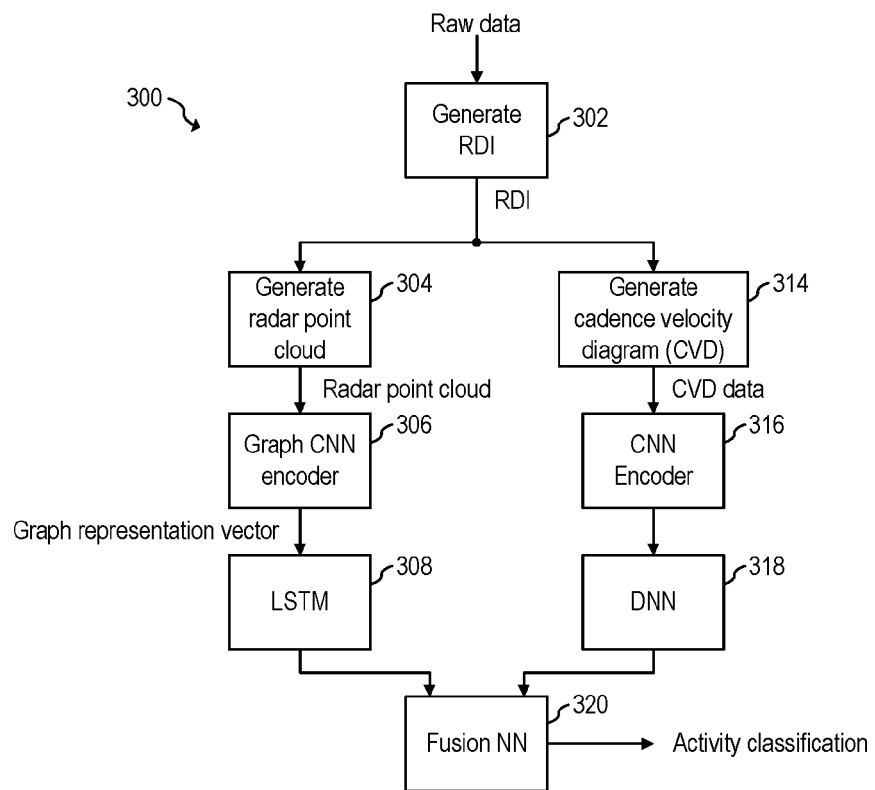 Raw data
300
Generate
RDI
302
RDI
Generate
radar point
cloud
304
Generate
cadence velocity
diagram (CVD)
314
Radar point cloud
CVD data
Graph CNN
encoder
306
CNN
Encoder
316
Graph representation vector
LSTM
308
DNN
318
Fusion NN
320
Activity classification